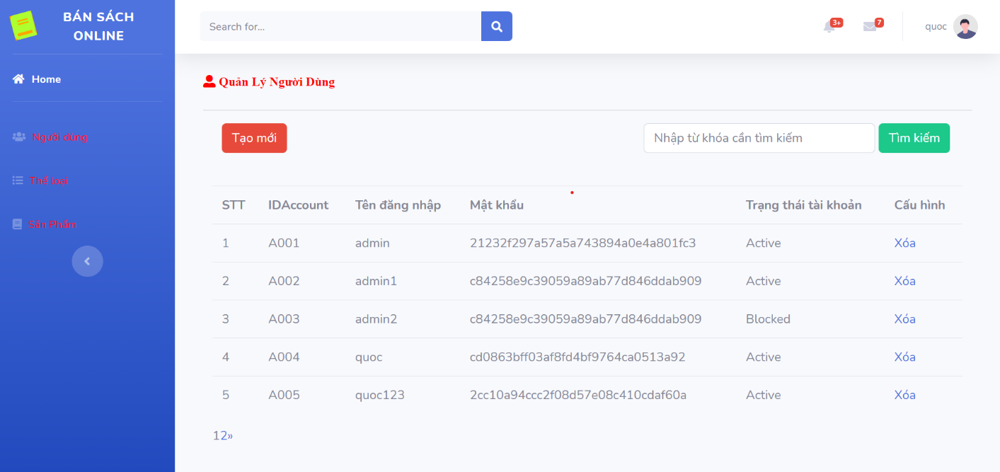 BÁN SÁCH
ONLINE
Search for...
3+
7
quoc
Home
Người dùng
Thể loại
Sản Phẩm
Quản Lý Người Dùng
Tạo mới
Nhập từ khóa cần tìm kiếm
Tìm kiếm
STT IDAccount Tên đăng nhập Mật khẩu Trạng thái tài khoản Cấu hình
1 A001 admin 21232f297a57a5a743894a0e4a801fc3 Active Xóa
2 A002 admin1 c84258e9c39059a89ab77d846ddab909 Active Xóa
3 A003 admin2 c84258e9c39059a89ab77d846ddab909 Blocked Xóa
4 A004 quoc cd0863bff03af8fd4bf9764ca0513a92 Active Xóa
5 A005 quoc123 2cc10a94ccc2f08d57e08c410cdaf60a Active Xóa
12»